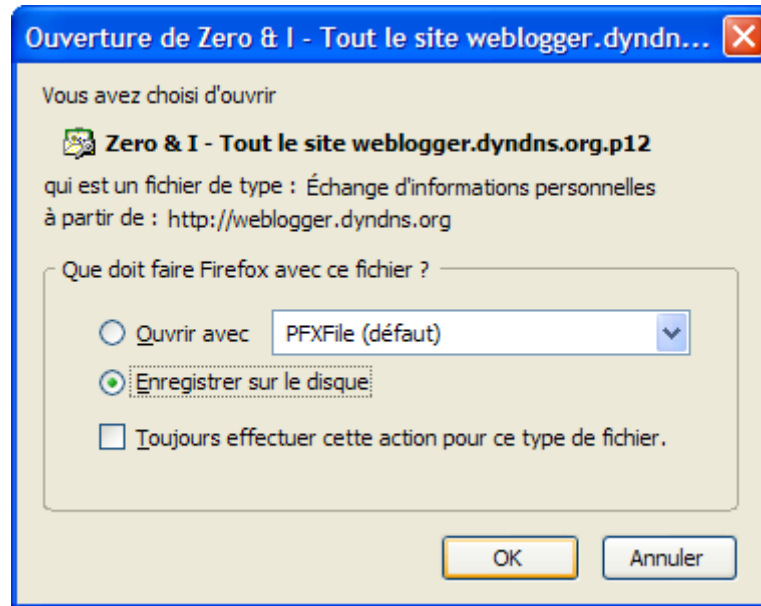 Ouverture de Zero & I - Tout le site weblogger.dyndn...
Vous avez choisi d'ouvrir
Zero & I - Tout le site weblogger.dyndns.org.p12
qui est un fichier de type : Échange d'informations personnelles
à partir de : http://weblogger.dyndns.org
Que doit faire Firefox avec ce fichier ?
Ouvrir avec PFXFile (défaut)
Enregistrer sur le disque
Toujours effectuer cette action pour ce type de fichier.
OK Annuler